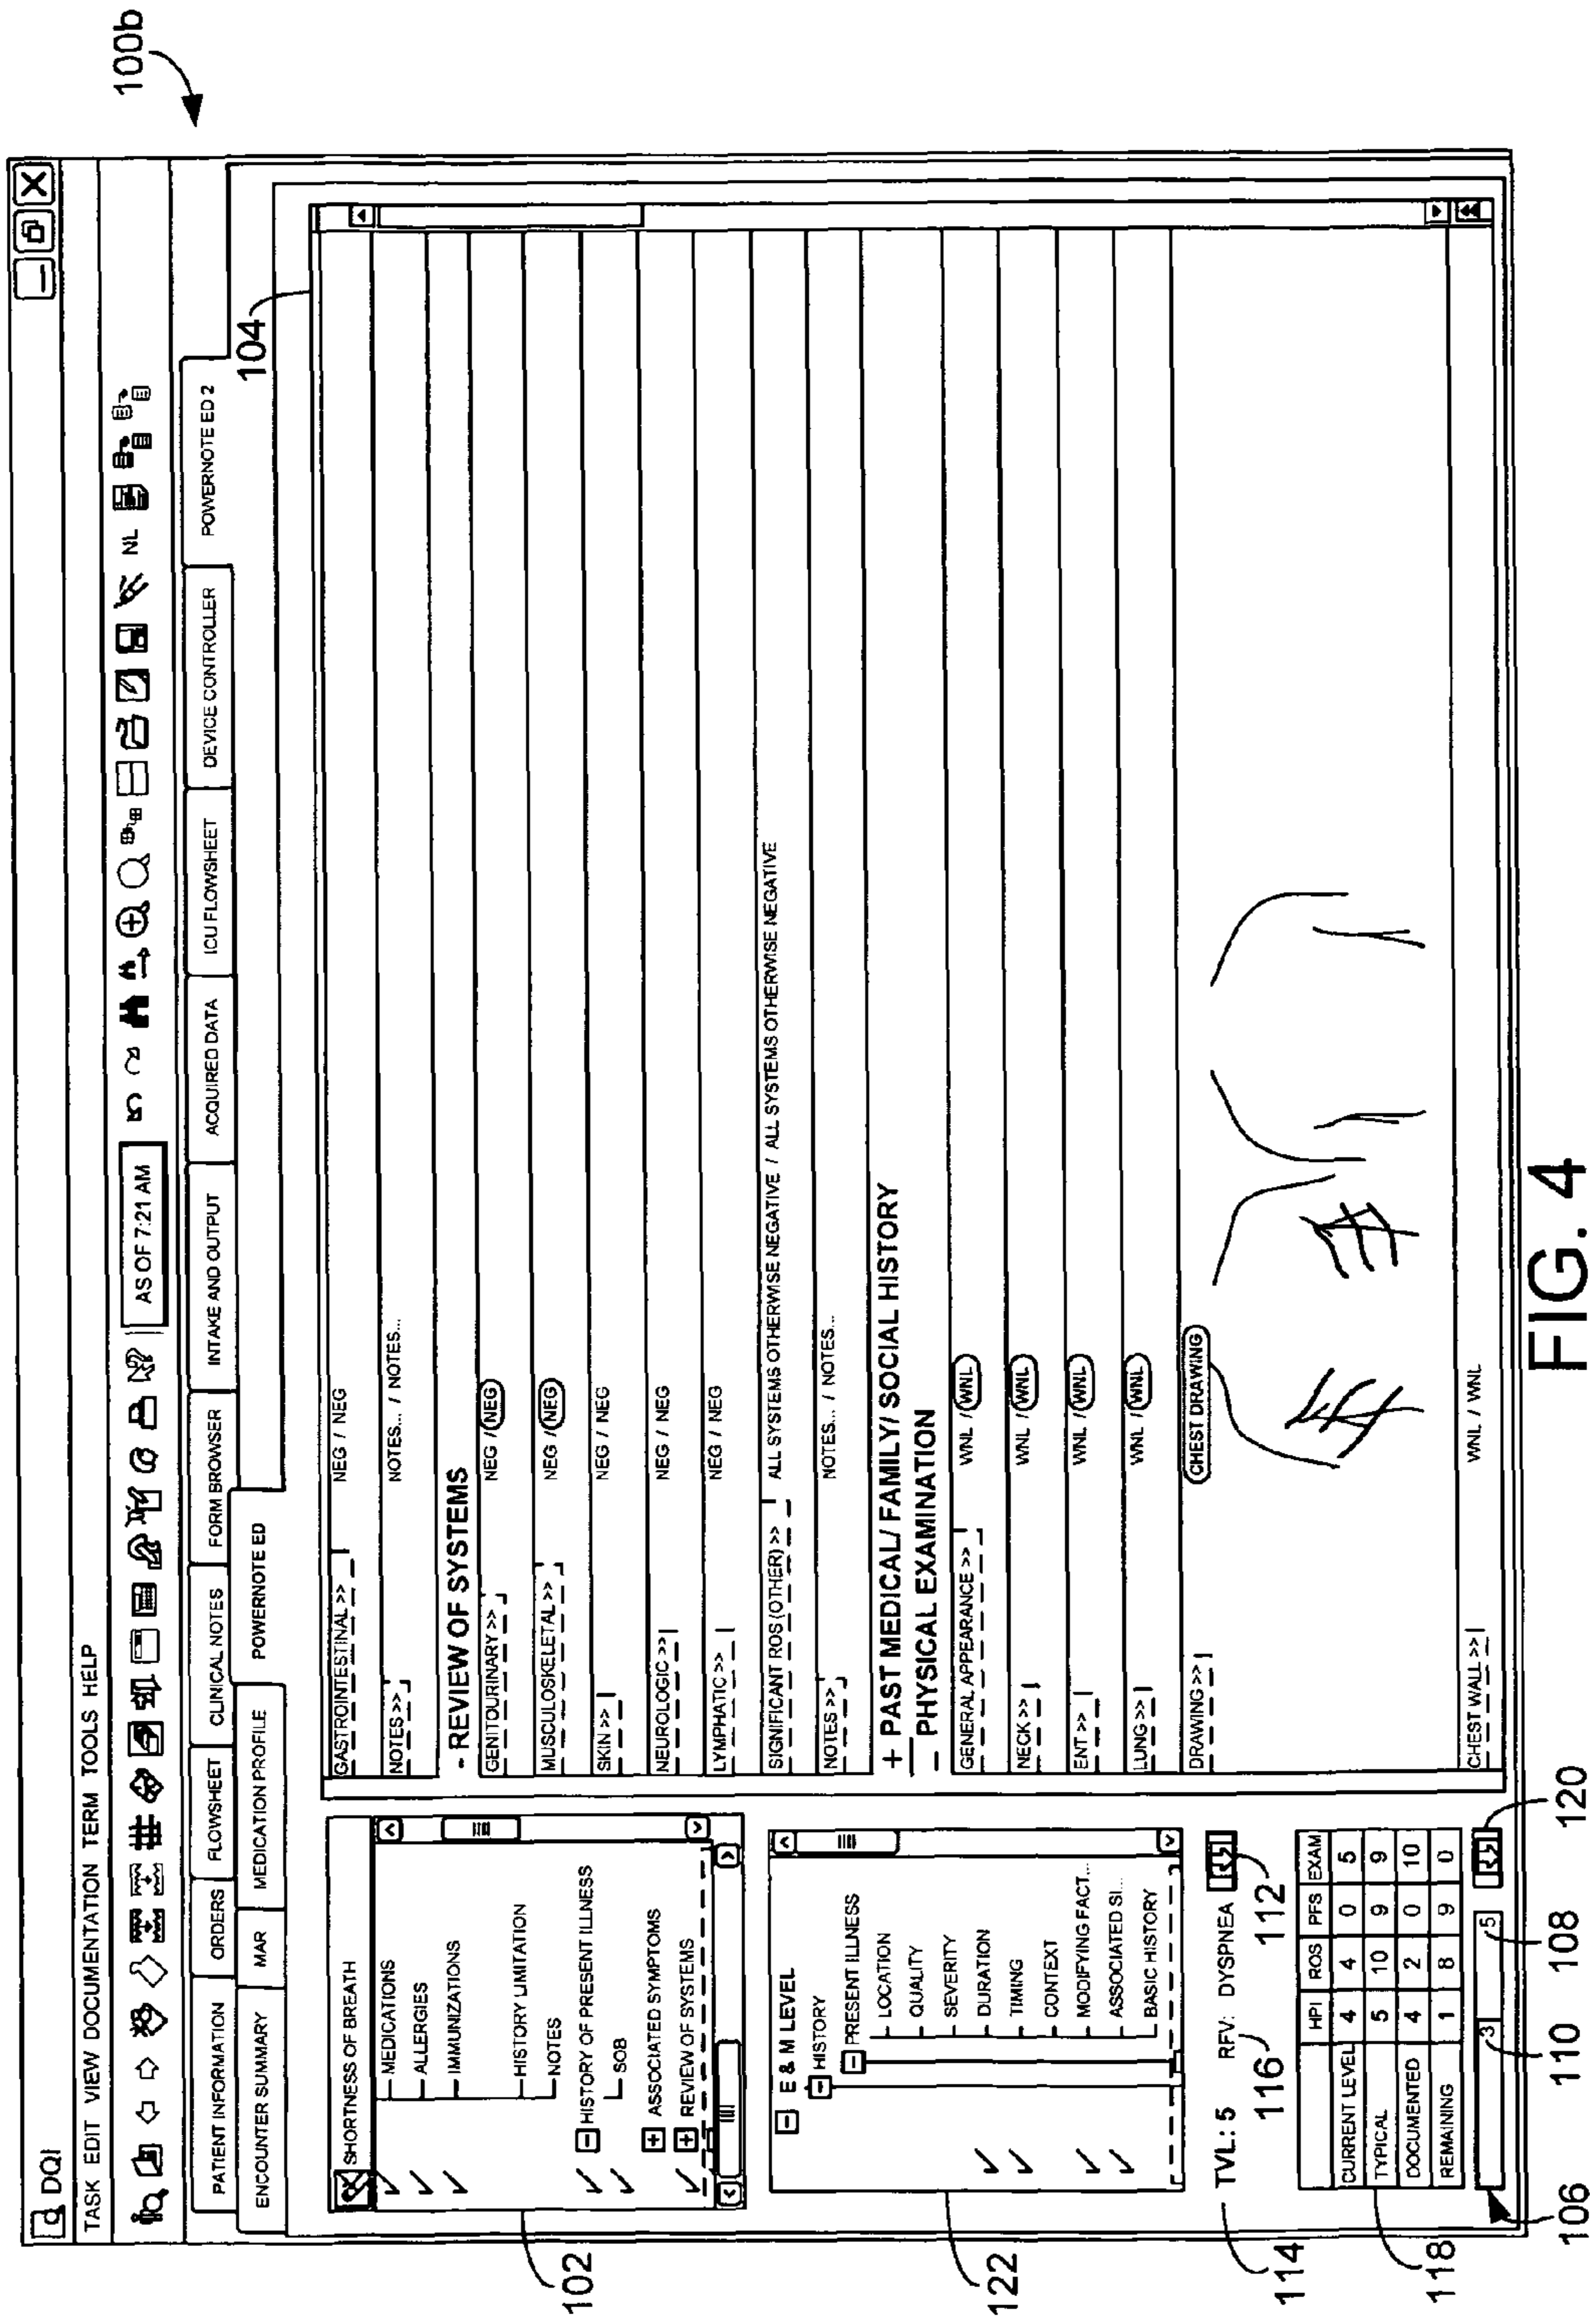 100b
DQI
TASK EDIT VIEW DOCUMENTATION TERM TOOLS HELP
AS OF 7:21 AM
NL
PATIENT INFORMATION ORDERS FLOWSHEET CLINICAL NOTES FORM BROWSER INTAKE AND OUTPUT ACQUIRED DATA ICU FLOWSHEET DEVICE CONTROLLER POWERNOTE ED 2
ENCOUNTER SUMMARY MAR MEDICATION PROFILE POWERNOTE ED
104
SHORTNESS OF BREATH
MEDICATIONS
ALLERGIES
IMMUNIZATIONS
HISTORY LIMITATION
NOTES
HISTORY OF PRESENT ILLNESS
SOB
ASSOCIATED SYMPTOMS
REVIEW OF SYSTEMS
102
E & M LEVEL
HISTORY
PRESENT ILLNESS
LOCATION
QUALITY
SEVERITY
DURATION
TIMING
CONTEXT
MODIFYING FACT...
ASSOCIATED SI...
BASIC HISTORY
122
TVL: 5 RFV: DYSPNEA
114
116
112
HPI ROS PFS EXAM
CURRENT LEVEL 4 4 0 5
TYPICAL 5 10 9 9
DOCUMENTED 4 2 0 10
REMAINING 1 8 9 0
118
3 5
106
110
108
120
GASTROINTESTINAL >> NEG / NEG
NOTES >> NOTES... / NOTES...
- REVIEW OF SYSTEMS
GENITOURINARY >> NEG / NEG
MUSCULOSKELETAL >> NEG / NEG
SKIN >> NEG / NEG
NEUROLOGIC >> NEG / NEG
LYMPHATIC >> NEG / NEG
SIGNIFICANT ROS (OTHER) >> ALL SYSTEMS OTHERWISE NEGATIVE / ALL SYSTEMS OTHERWISE NEGATIVE
NOTES >> NOTES... / NOTES...
+ PAST MEDICAL/ FAMILY/ SOCIAL HISTORY
- PHYSICAL EXAMINATION
GENERAL APPEARANCE >> WNL / WNL
NECK >> WNL / WNL
ENT >> WNL / WNL
LUNG >> WNL / WNL
DRAWING >> CHEST DRAWING
CHEST WALL >> WNL / WNL
FIG. 4